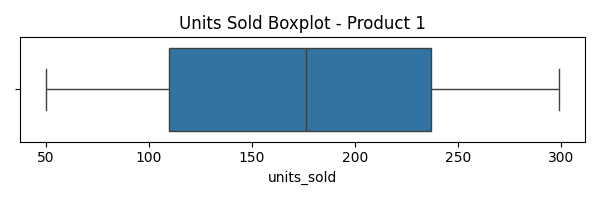 Units Sold Boxplot - Product 1
50 100 150 200 250 300
units_sold